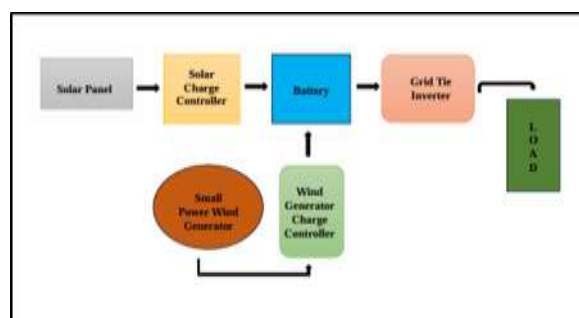 Solar Panel
Solar
Charge
Controller
Battery
Grid Tie
Inverter
L
O
A
D
Small
Power Wind
Generator
Wind
Generator
Charge
Controller